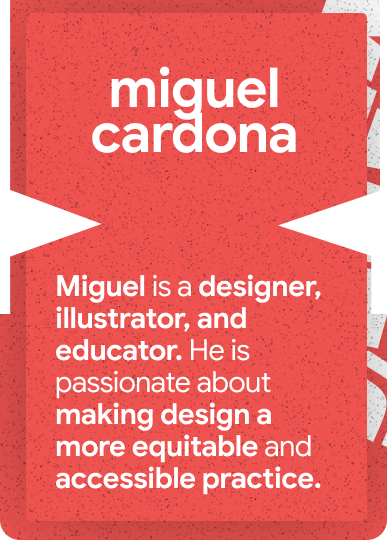 miguel
cardona
Miguel is a designer,
illustrator, and
educator. He is
passionate about
making design a
more equitable and
accessible practice.